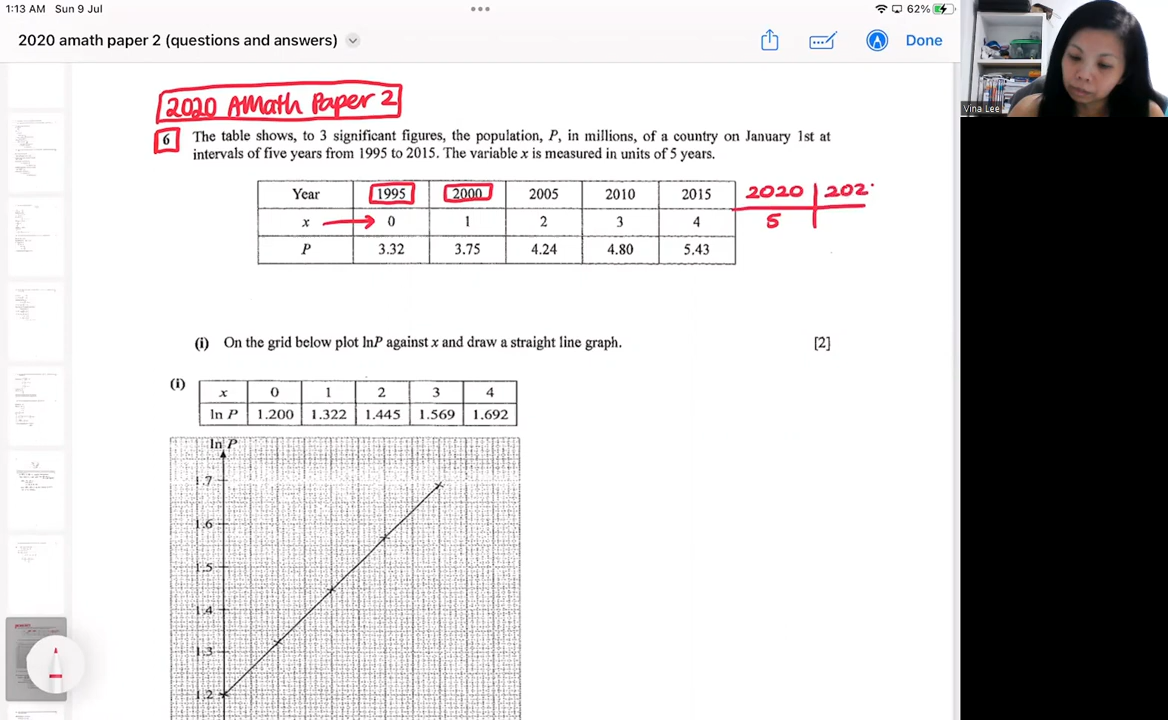 1:13 AM Sun 9 Jul
62%
2020 amath paper 2 (questions and answers)
Done
Vina Lee
2020 AMath Paper 2
6 The table shows, to 3 significant figures, the population, P, in millions, of a country on January 1st at
intervals of five years from 1995 to 2015. The variable x is measured in units of 5 years.
Year 1995 2000 2005 2010 2015 2020 202
x 0 1 2 3 4 5
P 3.32 3.75 4.24 4.80 5.43
(i) On the grid below plot lnP against x and draw a straight line graph. [2]
(i) x 0 1 2 3 4
ln P 1.200 1.322 1.445 1.569 1.692
ln P
1.7
1.6
1.5
1.4
1.3
1.2